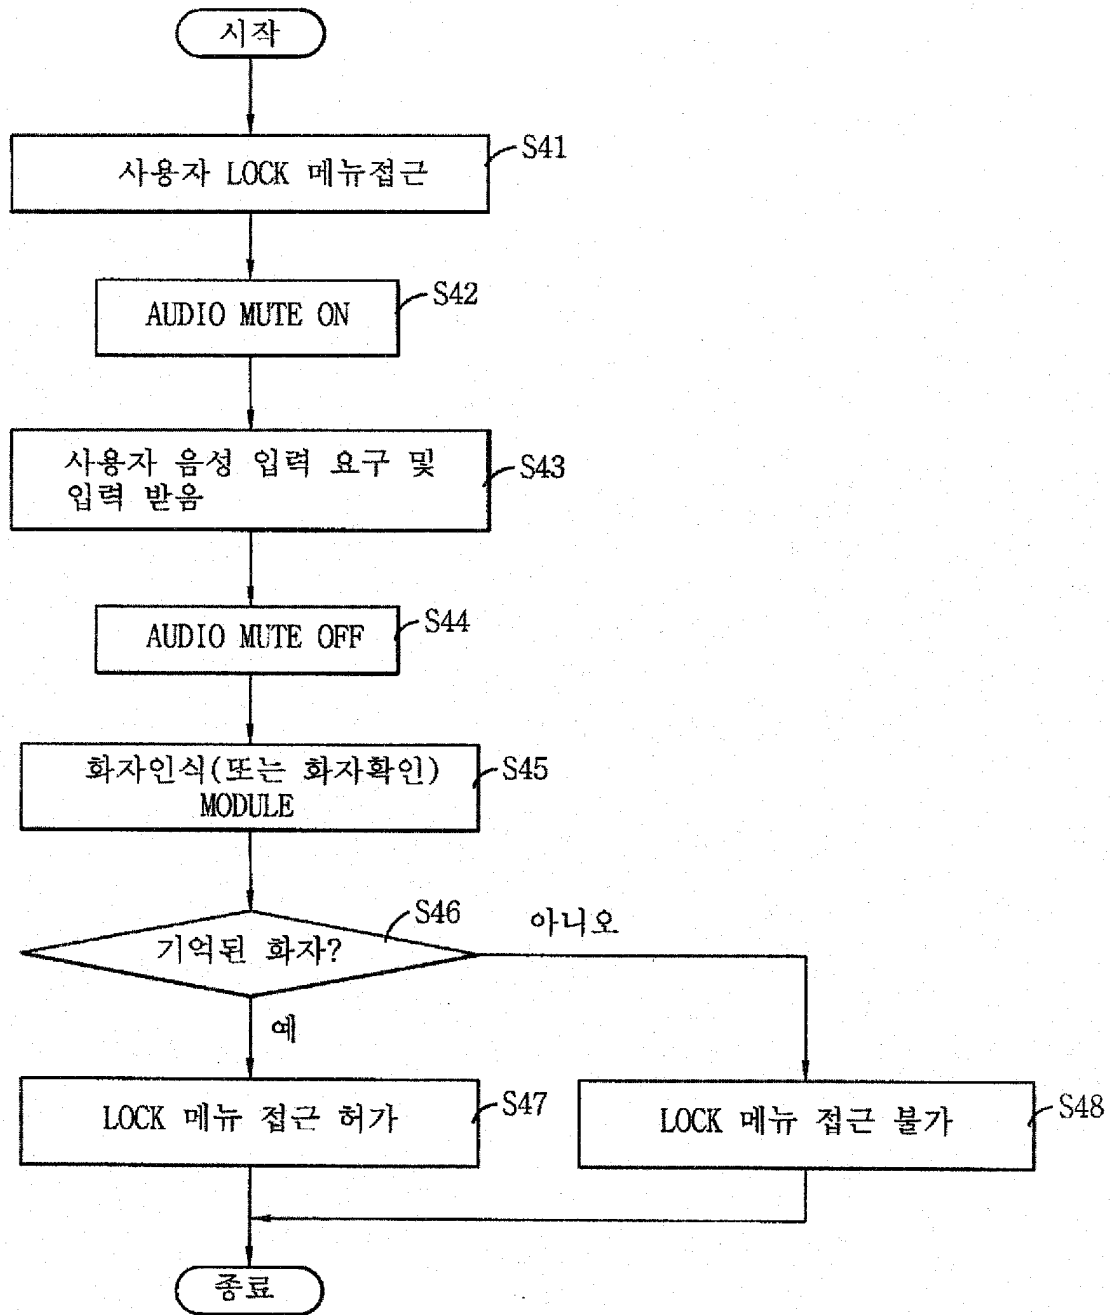 시작
사용자 LOCK 메뉴접근
S41
AUDIO MUTE ON
S42
사용자 음성 입력 요구 및
입력 받음
S43
AUDIO MUTE OFF
S44
화자인식(또는 화자확인)
MODULE
S45
기억된 화자?
S46
아니오
예
LOCK 메뉴 접근 허가
S47
LOCK 메뉴 접근 불가
S48
종료